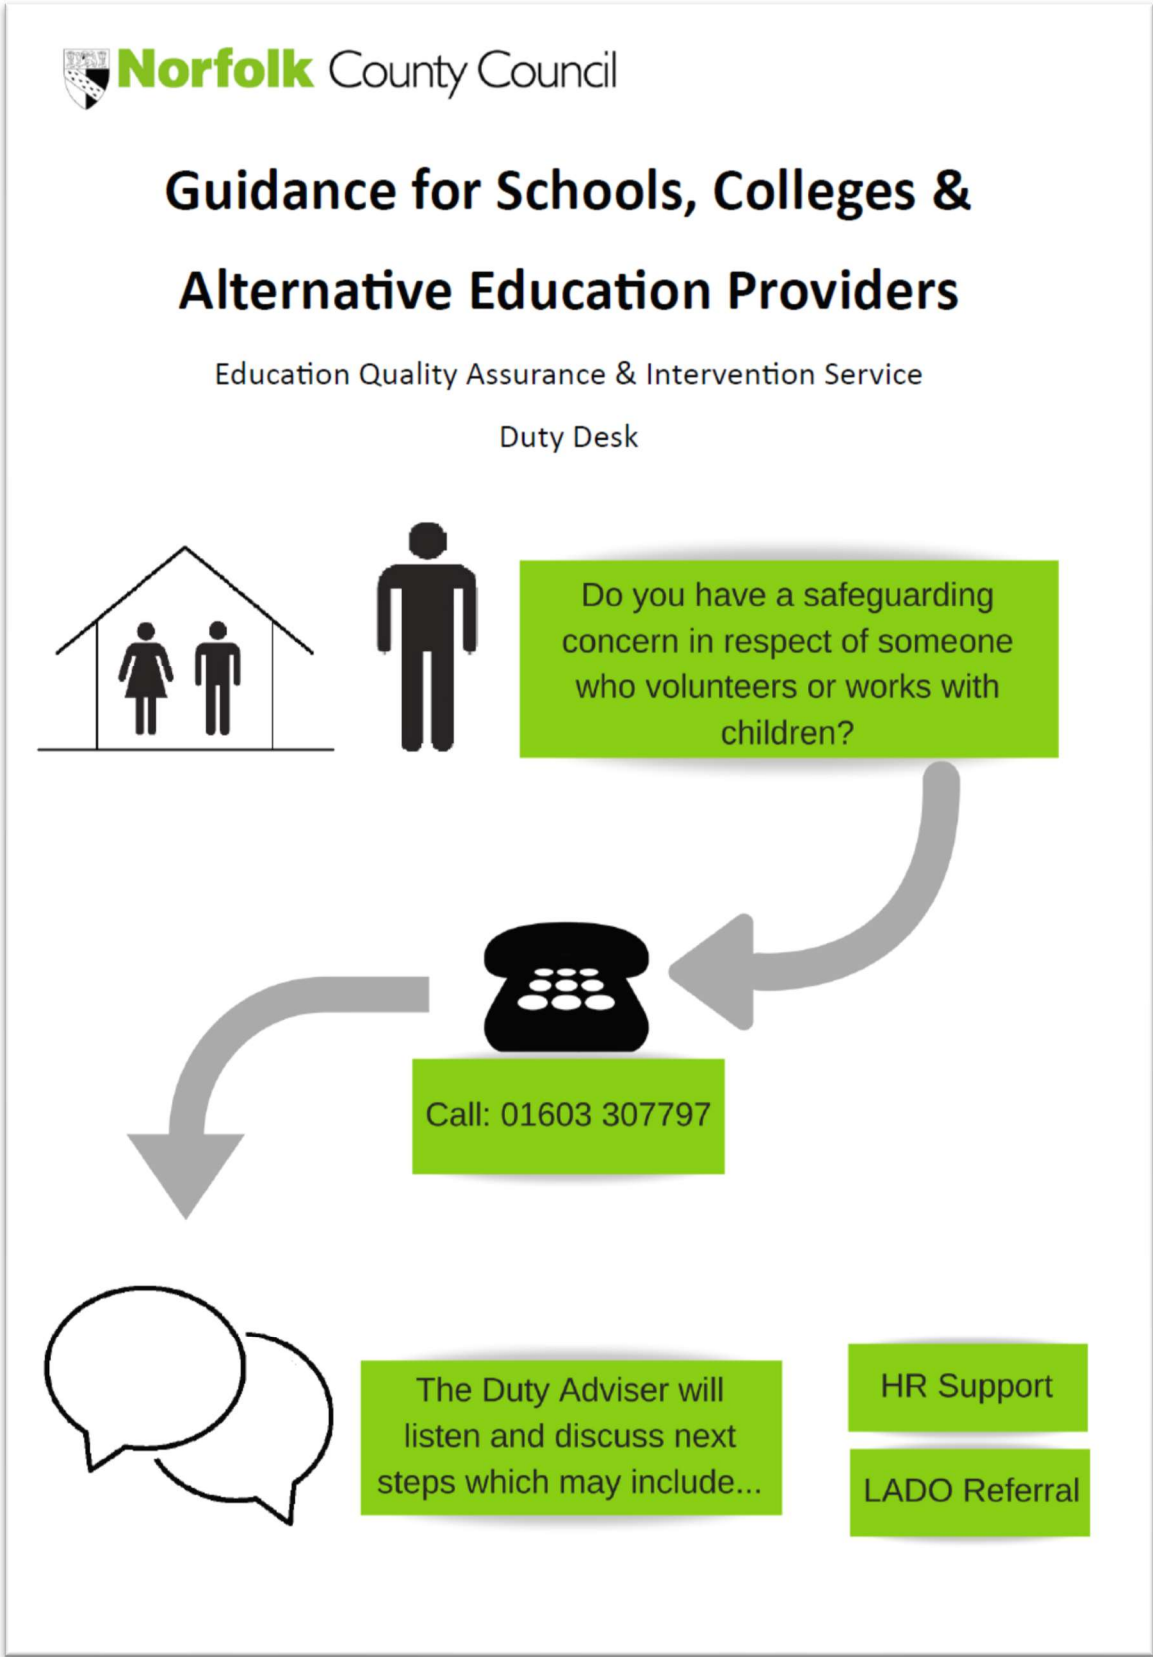 Norfolk County Council
Guidance for Schools, Colleges &
Alternative Education Providers
Education Quality Assurance & Intervention Service
Duty Desk
Do you have a safeguarding
concern in respect of someone
who volunteers or works with
children?
Call: 01603 307797
The Duty Adviser will
listen and discuss next
steps which may include...
HR Support
LADO Referral